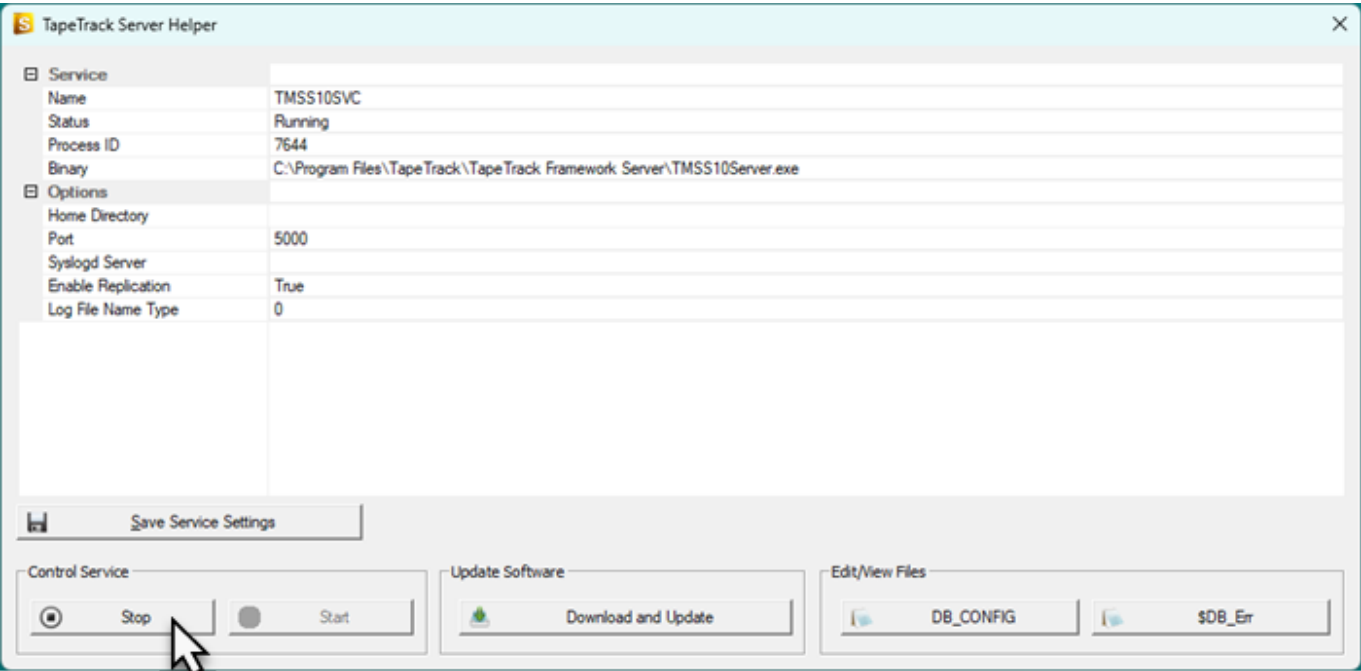 TapeTrack Server Helper
Service
Name TMSS10SVC
Status Running
Process ID 7644
Binary C:\Program Files\TapeTrack\TapeTrack Framework Server\TMSS10Server.exe
Options
Home Directory
Port 5000
Syslogd Server
Enable Replication True
Log File Name Type 0
Save Service Settings
Control Service Update Software Edit/View Files
Stop Start Download and Update DB_CONFIG $DB_Err